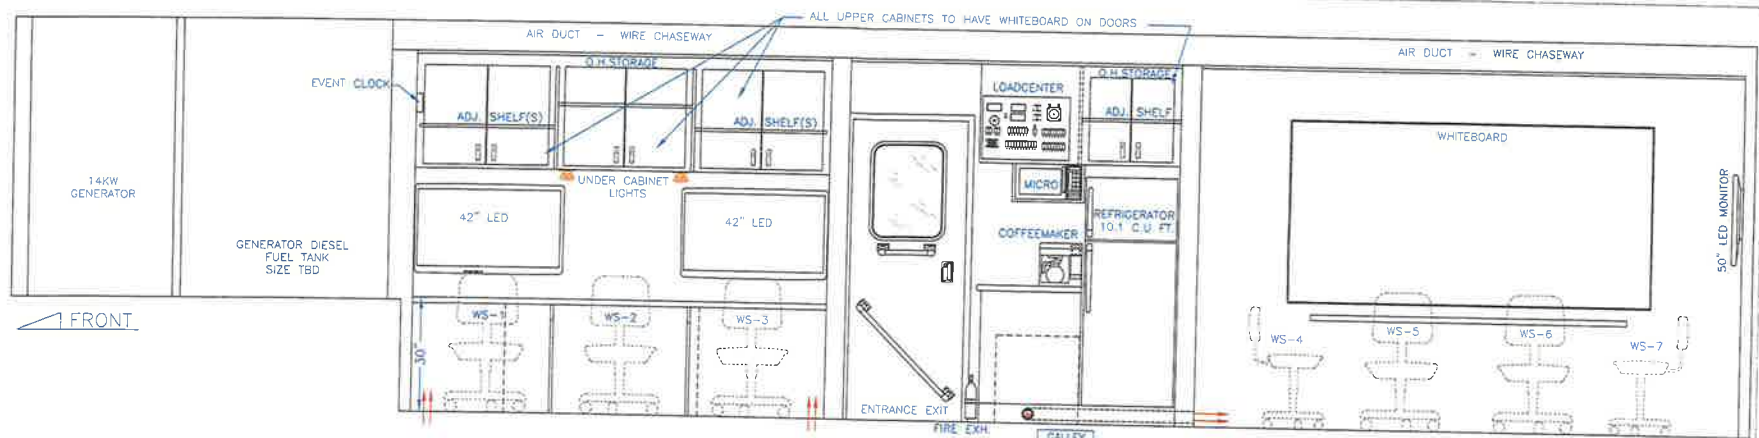 ALL UPPER CABINETS TO HAVE WHITEBOARD ON DOORS
AIR DUCT - WIRE CHASEWAY
AIR DUCT - WIRE CHASEWAY
O.H.STORAGE
O.H.STORAGE
EVENT CLOCK
LOADCENTER
ADJ. SHELF(S)
ADJ. SHELF(S)
ADJ. SHELF
WHITEBOARD
14KW
GENERATOR
UNDER CABINET
LIGHTS
MICRO
42" LED
42" LED
REFRIGERATOR
10.1 C.U FT.
COFFEEMAKER
50" LED MONITOR
GENERATOR DIESEL
FUEL TANK
SIZE TBD
FRONT
WS-1
WS-2
WS-3
WS-4
WS-5
WS-6
WS-7
30"
ENTRANCE EXIT
FIRE EXH.
GALLEY